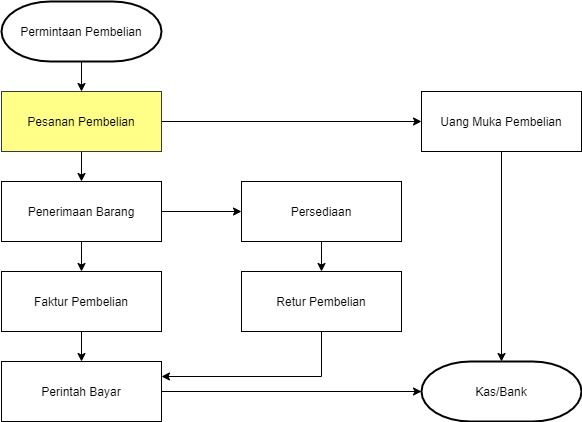 Permintaan Pembelian
Pesanan Pembelian
Uang Muka Pembelian
Penerimaan Barang
Persediaan
Faktur Pembelian
Retur Pembelian
Perintah Bayar
Kas/Bank